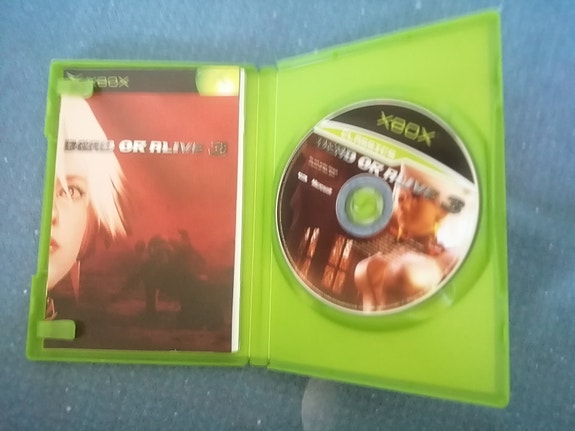 XBOX
DEAD OR ALIVE 3
XBOX
CLASSICS
DEAD OR ALIVE 3